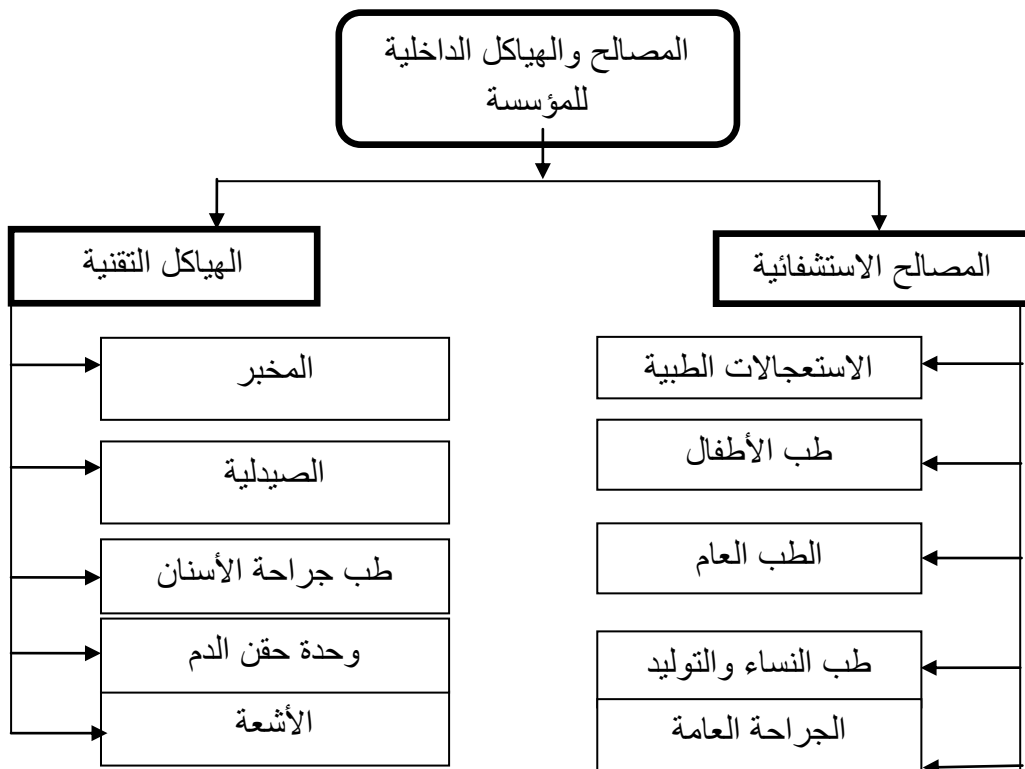 المصالح والهياكل الداخلية
للمؤسسة
المصالح الاستشفائية
الهياكل التقنية
الاستعجالات الطبية
المخبر
طب الأطفال
الصيدلية
الطب العام
طب جراحة الأسنان
طب النساء والتوليد
وحدة حقن الدم
الجراحة العامة
الأشعة